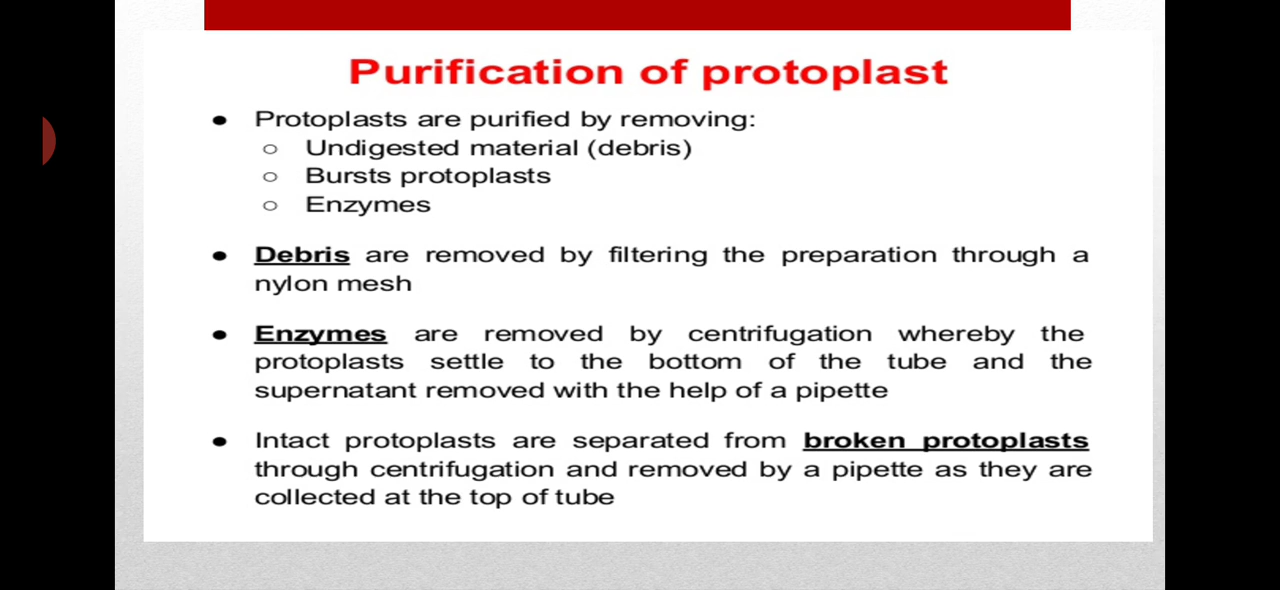 Purification of protoplast
● Protoplasts are purified by removing:
○ Undigested material (debris)
○ Bursts protoplasts
○ Enzymes
● Debris are removed by filtering the preparation through a
nylon mesh
● Enzymes are removed by centrifugation whereby the
protoplasts settle to the bottom of the tube and the
supernatant removed with the help of a pipette
● Intact protoplasts are separated from broken protoplasts
through centrifugation and removed by a pipette as they are
collected at the top of tube